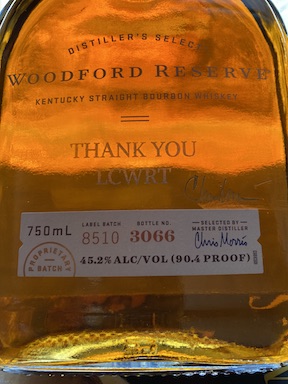 DISTILLER'S SELECT
WOODFORD RESERVE
KENTUCKY STRAIGHT BOURBON WHISKEY
THANK YOU
LCWRT
750mL
LABEL BATCH
8510
BOTTLE NO.
3066
SELECTED BY
MASTER DISTILLER
Chris Morris
PROPRIETARY
BATCH
45.2% ALC/VOL (90.4 PROOF)